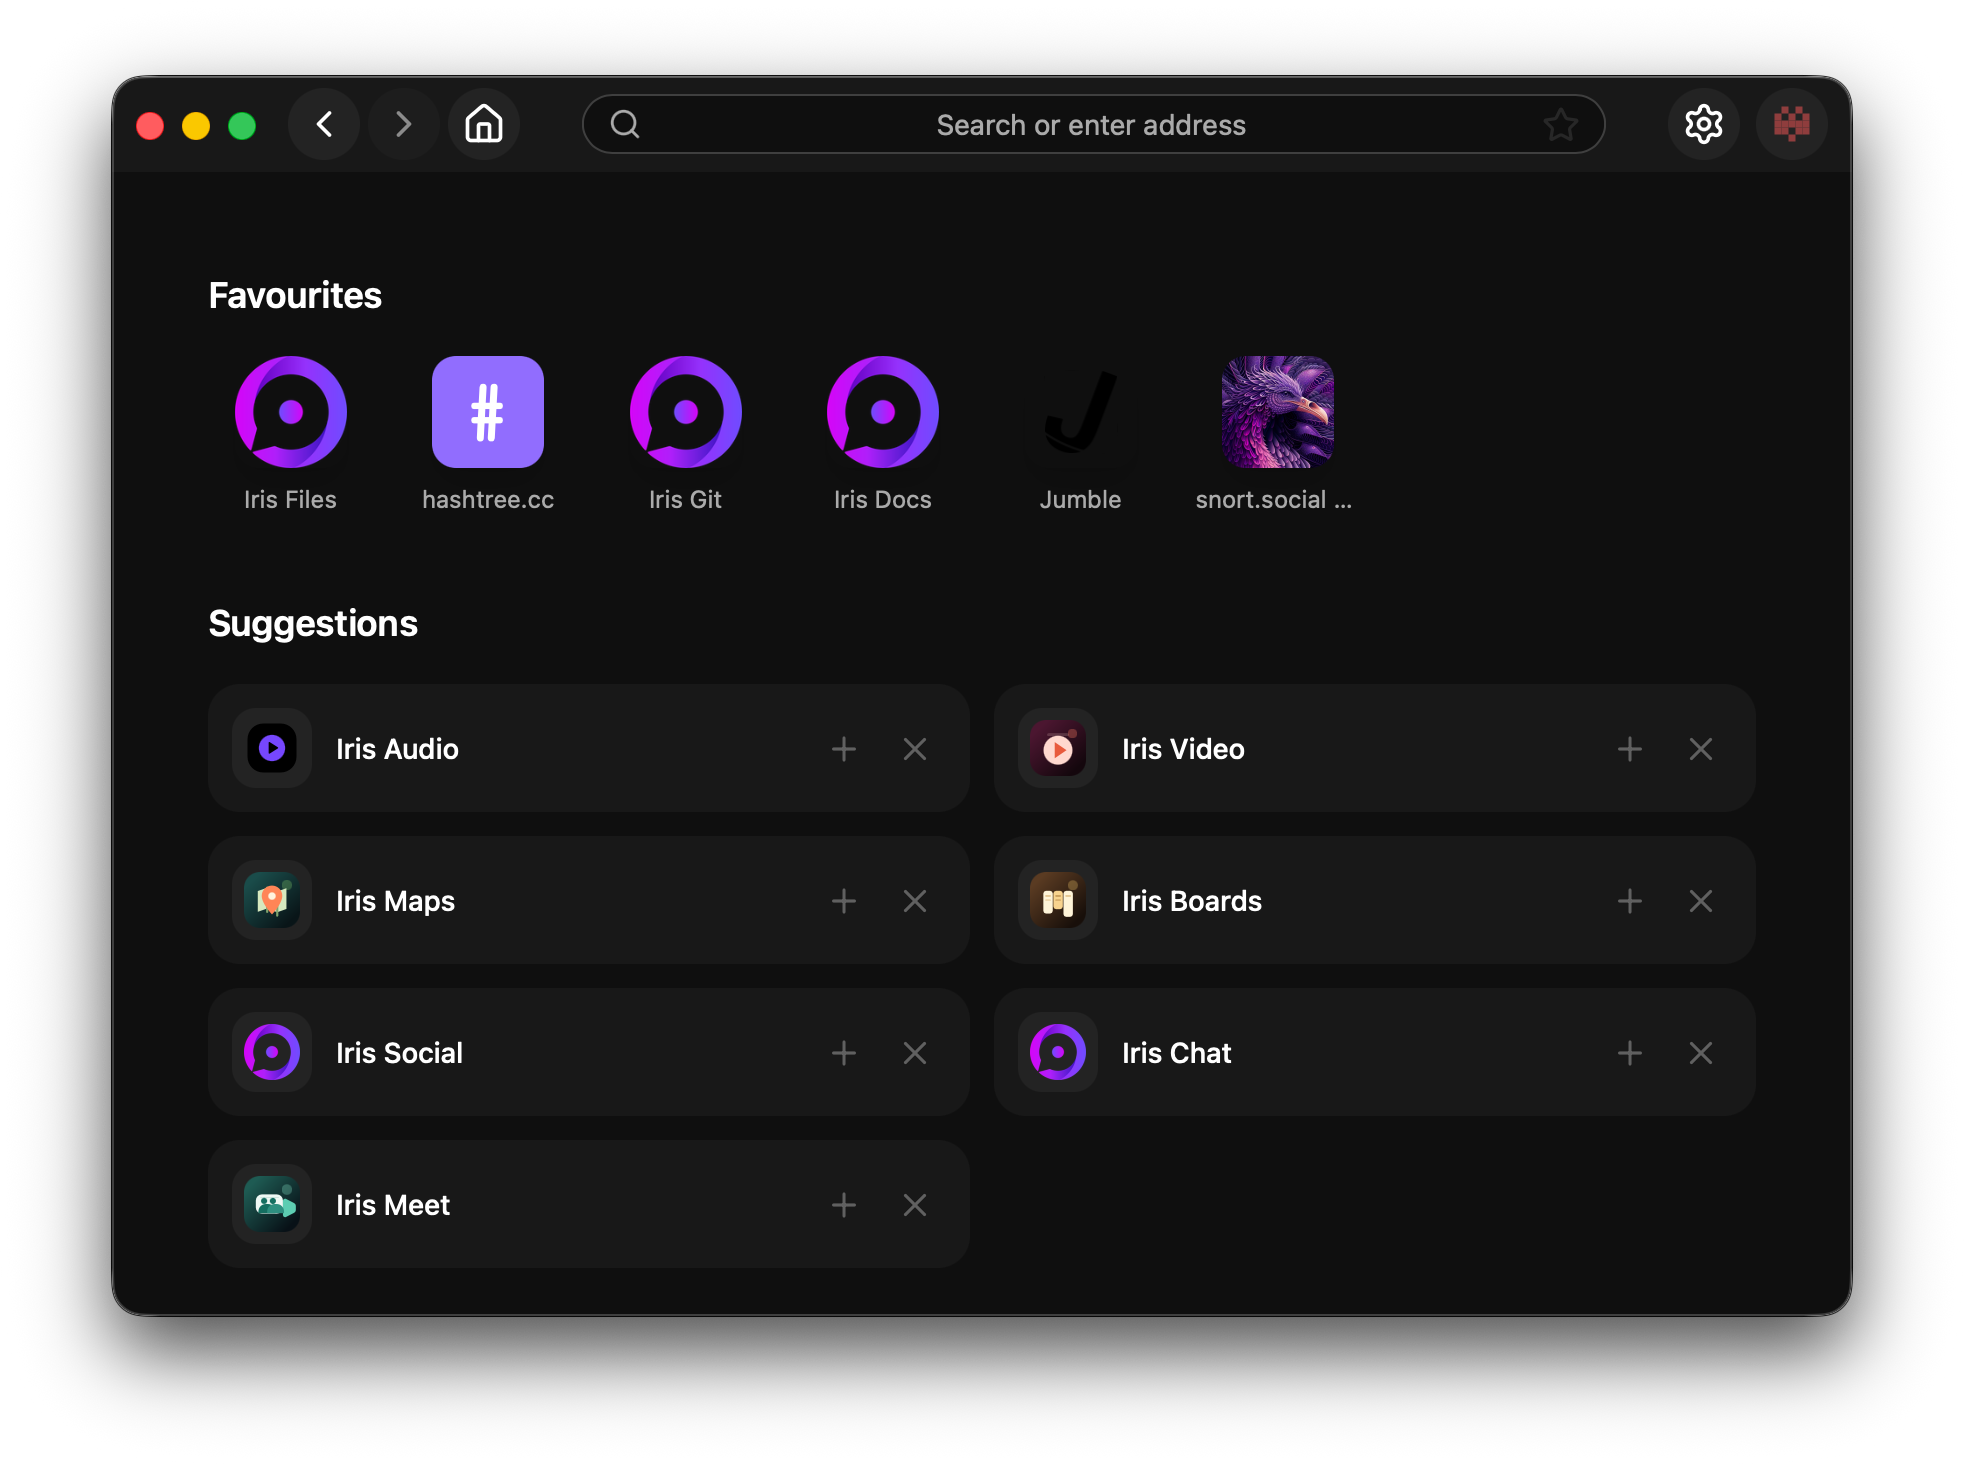 Search or enter address
Favourites
#
Iris Files
hashtree.cc
Iris Git
Iris Docs
J
Jumble
snort.social ...
Suggestions
Iris Audio
Iris Video
Iris Maps
Iris Boards
Iris Social
Iris Chat
Iris Meet